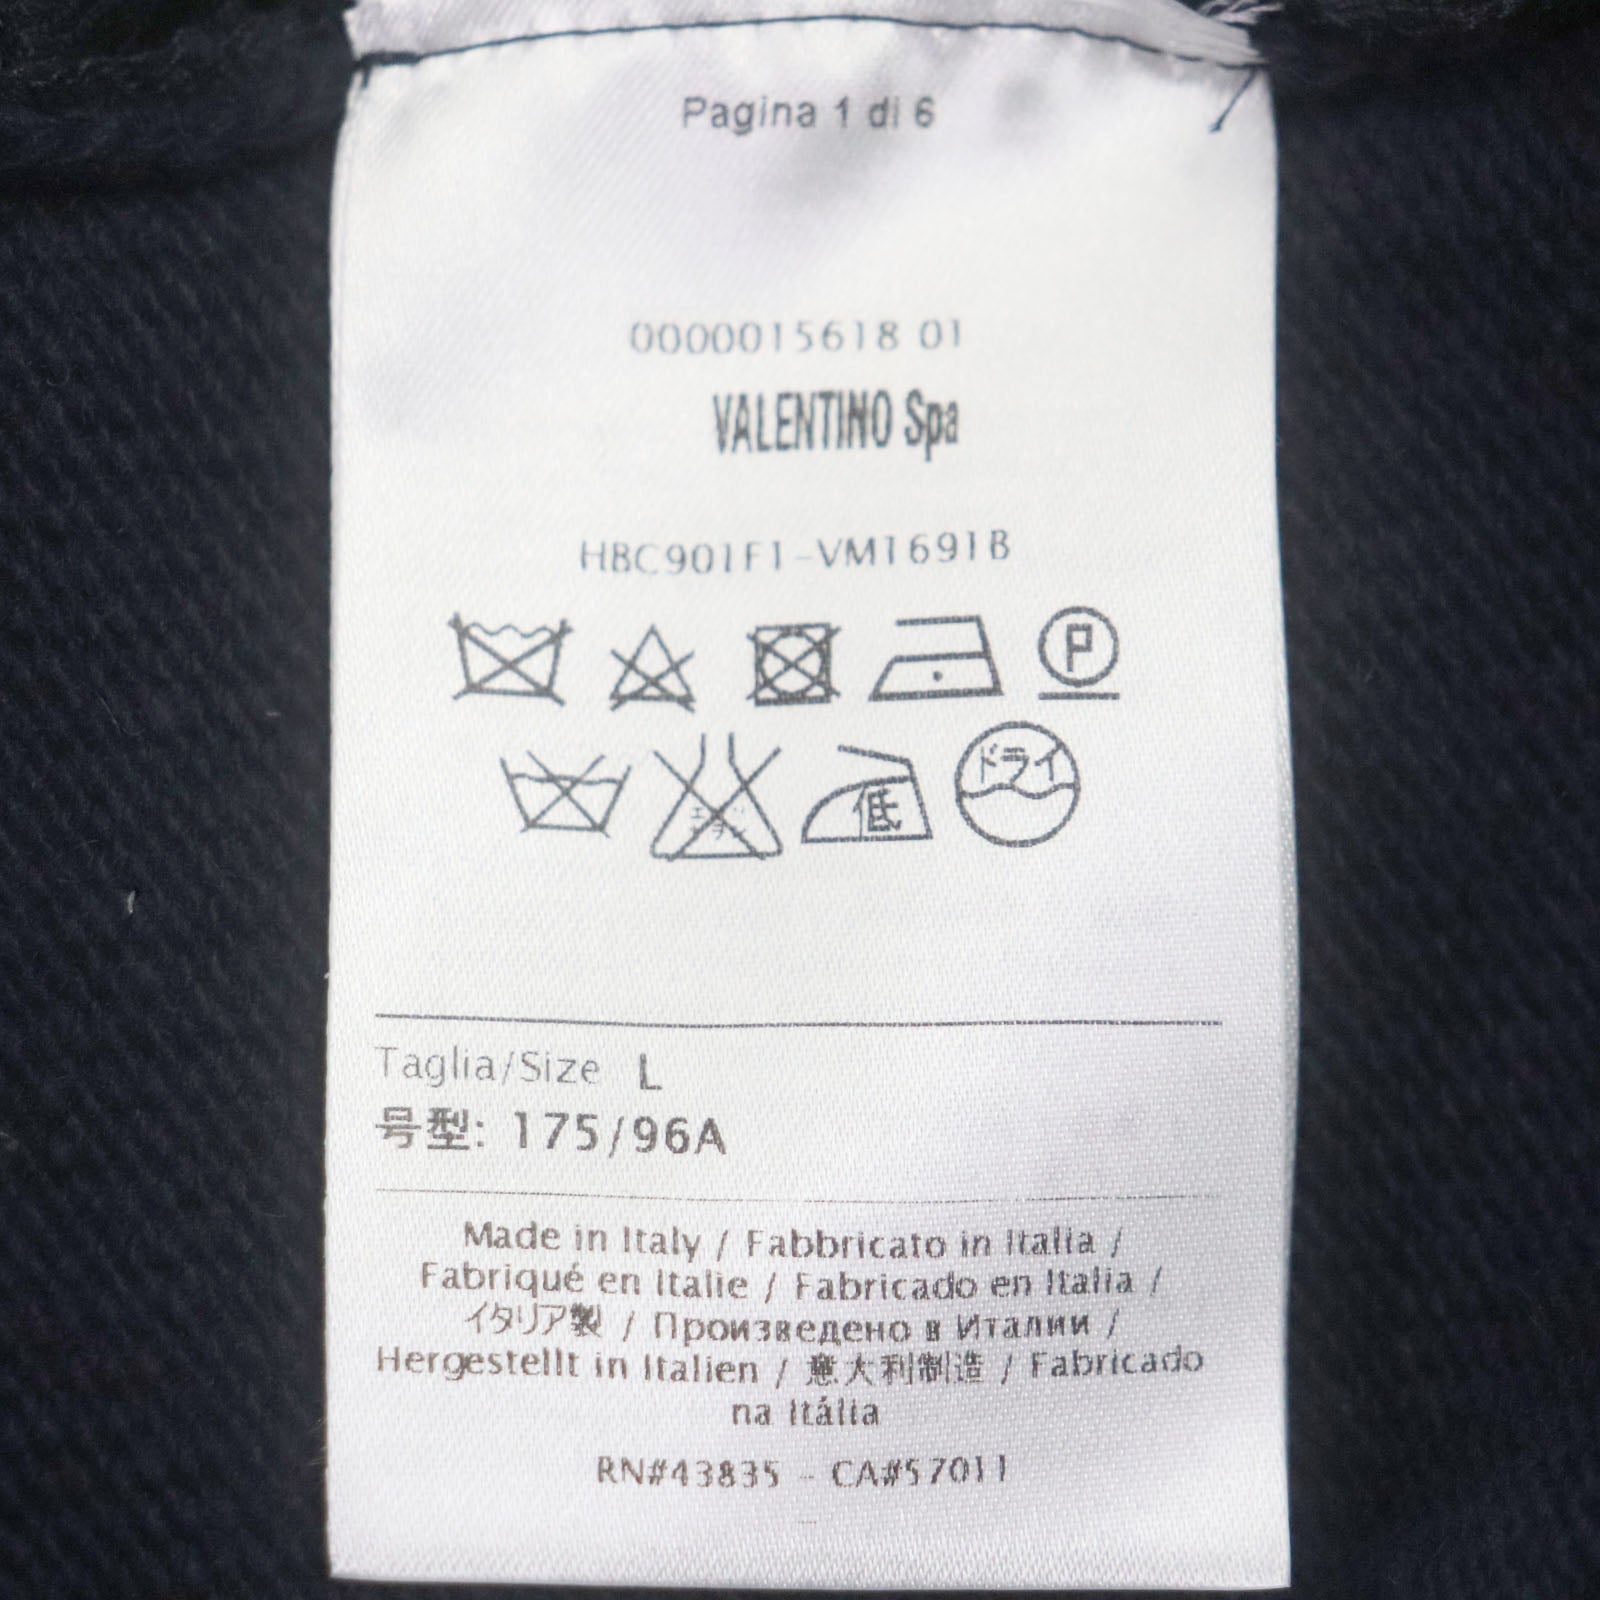 Pagina 1 di 6
0000015618 01
VALENTINO Spa
HBC901F1-VM1691B
P
ドライ
低
Taglia/Size L
号型: 175/96A
Made in Italy / Fabbricato in Italia /
Fabriqué en Italie / Fabricado en Italia /
イタリア製 / Произведено в Италии /
Hergestellt in Italien / 意大利制造 / Fabricado
na Itália
RN#43835 - CA#57011